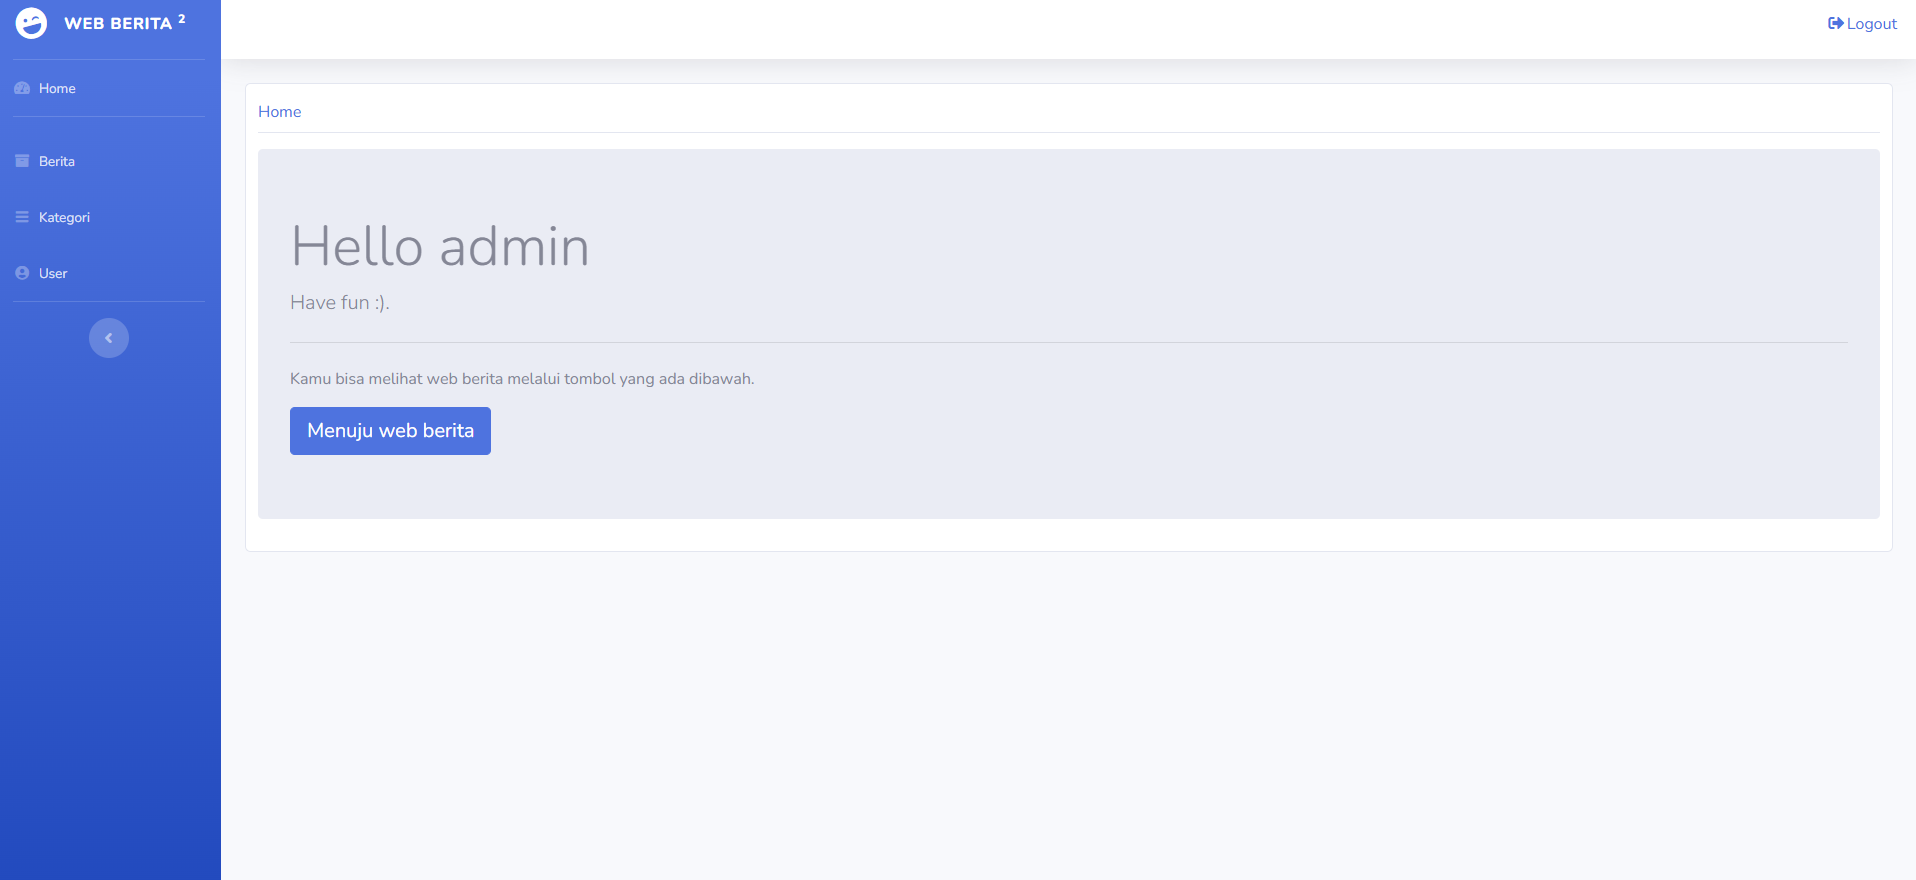 WEB BERITA 2
Logout
Home
Berita
Kategori
User
Home
Hello admin
Have fun :).
Kamu bisa melihat web berita melalui tombol yang ada dibawah.
Menuju web berita